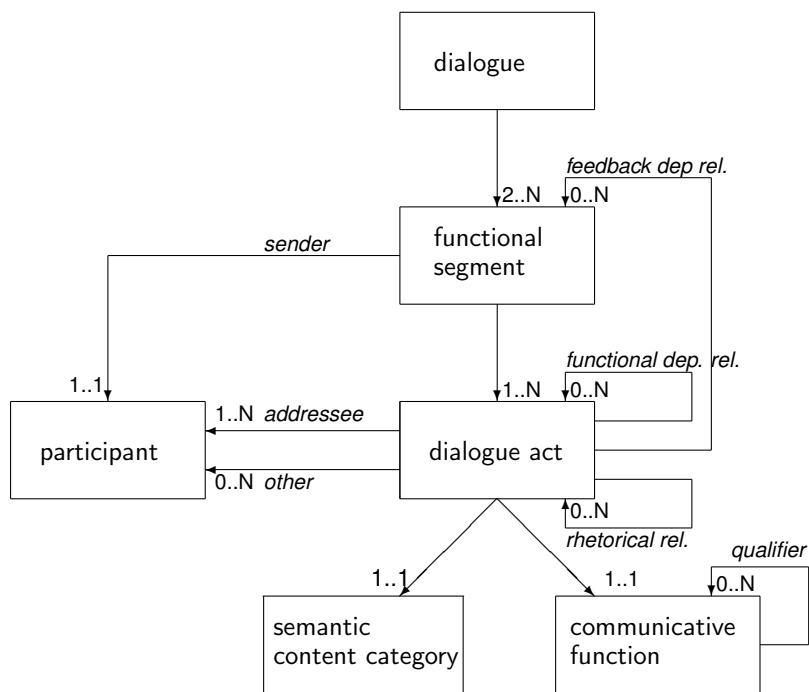 dialogue
feedback dep rel.
2..N
0..N
functional
segment
sender
functional dep. rel.
1..1
1..N
0..N
1..N addressee
participant
dialogue act
0..N other
0..N
rhetorical rel.
qualifier
1..1
1..1
0..N
semantic
content category
communicative
function